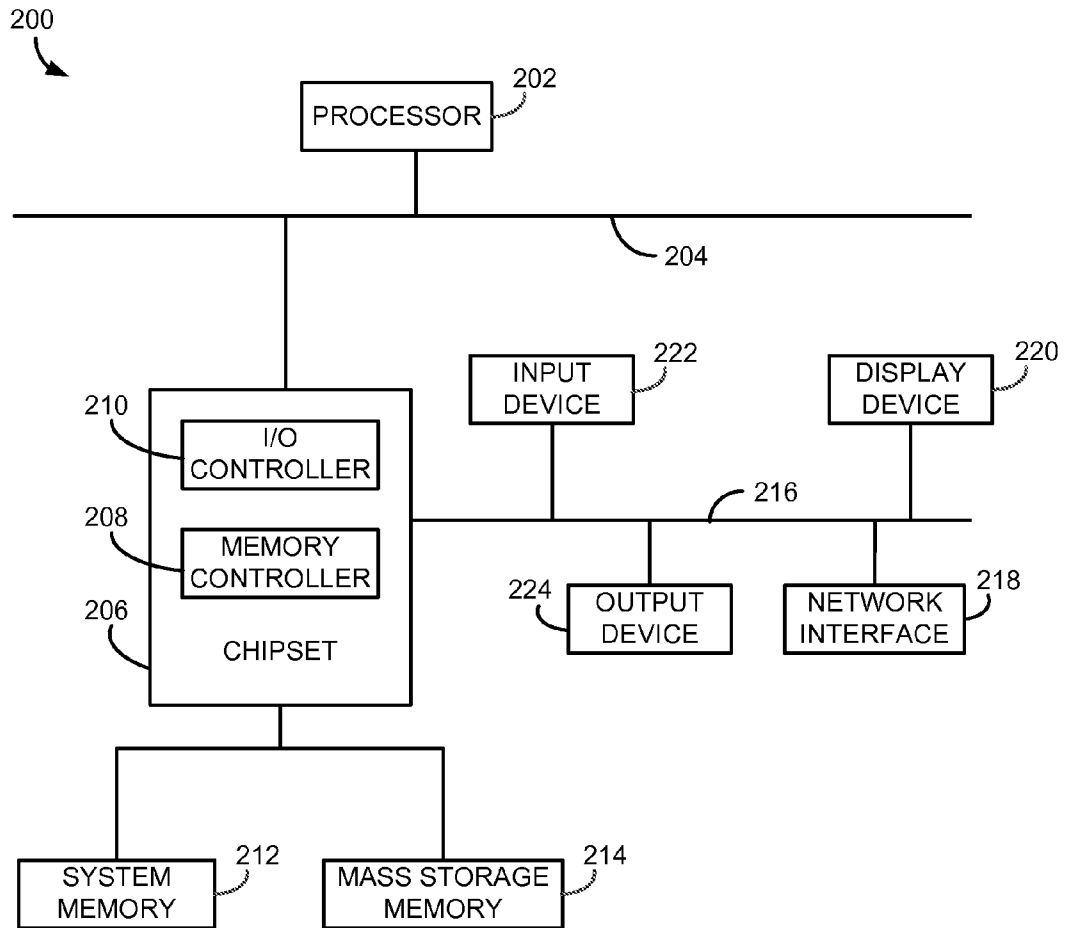 200
202
PROCESSOR
204
222
220
INPUT
DEVICE
DISPLAY
DEVICE
210
I/O
CONTROLLER
216
208
MEMORY
CONTROLLER
224
OUTPUT
DEVICE
218
NETWORK
INTERFACE
206
CHIPSET
212
SYSTEM
MEMORY
214
MASS STORAGE
MEMORY